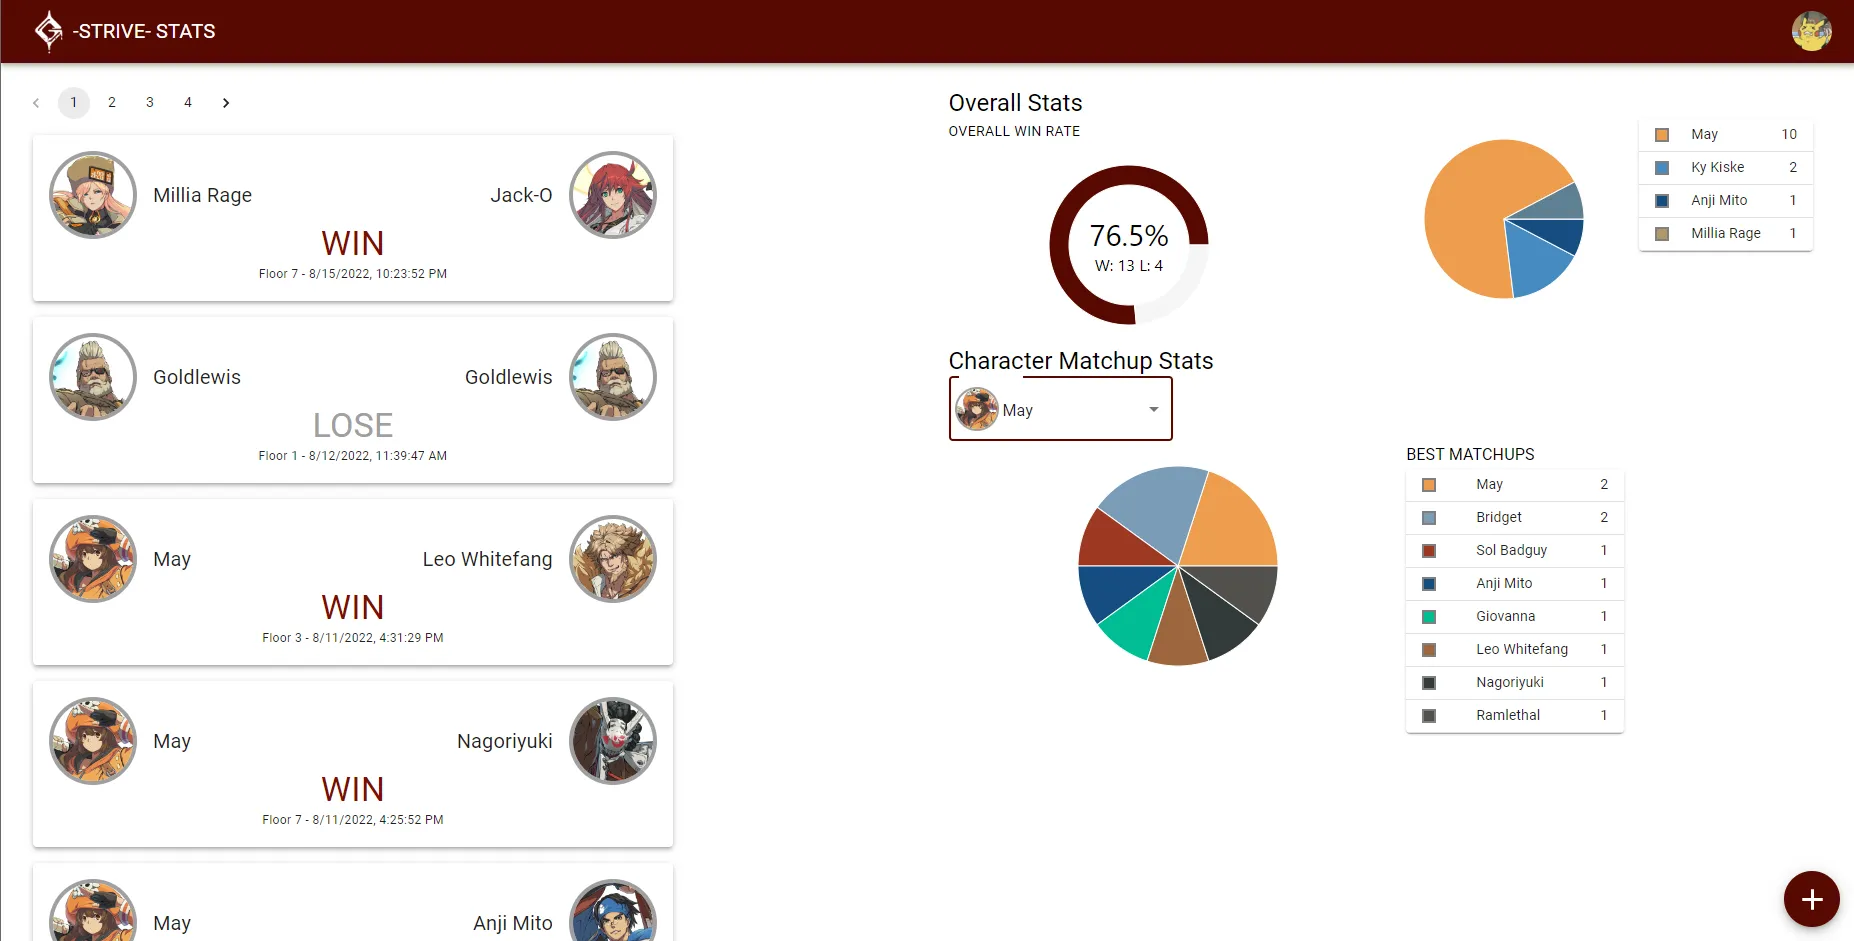 -STRIVE- STATS
1 2 3 4
Millia Rage
Jack-O
WIN
Floor 7 - 8/15/2022, 10:23:52 PM
Goldlewis
Goldlewis
LOSE
Floor 1 - 8/12/2022, 11:39:47 AM
May
Leo Whitefang
WIN
Floor 3 - 8/11/2022, 4:31:29 PM
May
Nagoriyuki
WIN
Floor 7 - 8/11/2022, 4:25:52 PM
May
Anji Mito
Overall Stats
OVERALL WIN RATE
76.5%
W: 13 L: 4
May 10
Ky Kiske 2
Anji Mito 1
Millia Rage 1
Character Matchup Stats
May
BEST MATCHUPS
May 2
Bridget 2
Sol Badguy 1
Anji Mito 1
Giovanna 1
Leo Whitefang 1
Nagoriyuki 1
Ramlethal 1